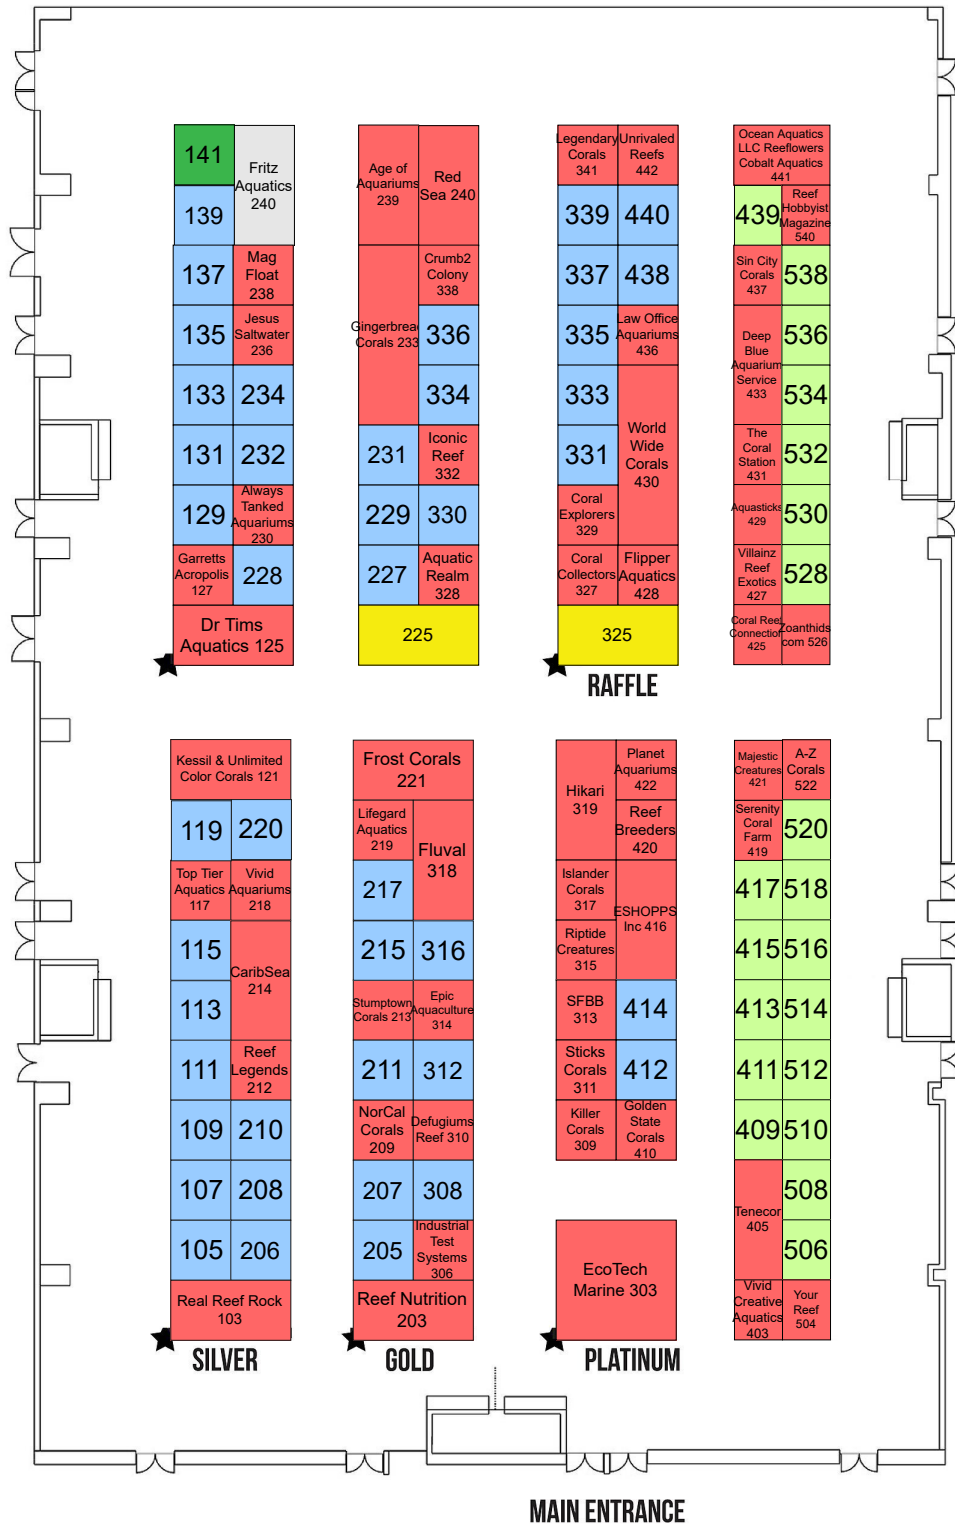 141
Fritz
Aquatics
240
139
137
Mag
Float
238
135
Jesus
Saltwater
236
133
234
131
232
129
Always
Tanked
Aquariums
230
Garretts
Acropolis
127
228
Dr Tims
Aquatics 125
Age of
Aquariums
239
Red
Sea 240
Gingerbread
Corals 233
Crumb2
Colony
338
336
334
231
Iconic
Reef
332
229
330
227
Aquatic
Realm
328
225
Legendary
Corals
341
Unrivaled
Reefs
442
339
440
337
438
335
Law Office
Aquariums
436
333
World
Wide
Corals
430
331
Coral
Explorers
329
Coral
Collectors
327
Flipper
Aquatics
428
325
RAFFLE
Ocean Aquatics
LLC Reeflowers
Cobalt Aquatics
441
439
Reef
Hobbyist
Magazine
540
Sin City
Corals
437
538
Deep
Blue
Aquarium
Service
433
536
534
The
Coral
Station
431
532
Aquasticks
429
530
Villainz
Reef
Exotics
427
528
Coral Reef
Connection
425
Zoanthids
com 526
Kessil & Unlimited
Color Corals 121
119
220
Top Tier
Aquatics
117
Vivid
Aquariums
218
115
CaribSea
214
113
111
Reef
Legends
212
109
210
107
208
105
206
Real Reef Rock
103
SILVER
Frost Corals
221
Lifegard
Aquatics
219
Fluval
318
217
215
316
Stumptown
Corals 213
Epic
Aquaculture
314
211
312
NorCal
Corals
209
Defugiums
Reef 310
207
308
205
Industrial
Test
Systems
306
Reef Nutrition
203
GOLD
Hikari
319
Planet
Aquariums
422
Reef
Breeders
420
Islander
Corals
317
ESHOPPS
Inc 416
Riptide
Creatures
315
SFBB
313
414
Sticks
Corals
311
412
Killer
Corals
309
Golden
State
Corals
410
EcoTech
Marine 303
PLATINUM
Majestic
Creatures
421
A-Z
Corals
522
Serenity
Coral
Farm
419
520
417
518
415
516
413
514
411
512
409
510
Tenecor
405
508
506
Vivid
Creative
Aquatics
403
Your
Reef
504
MAIN ENTRANCE